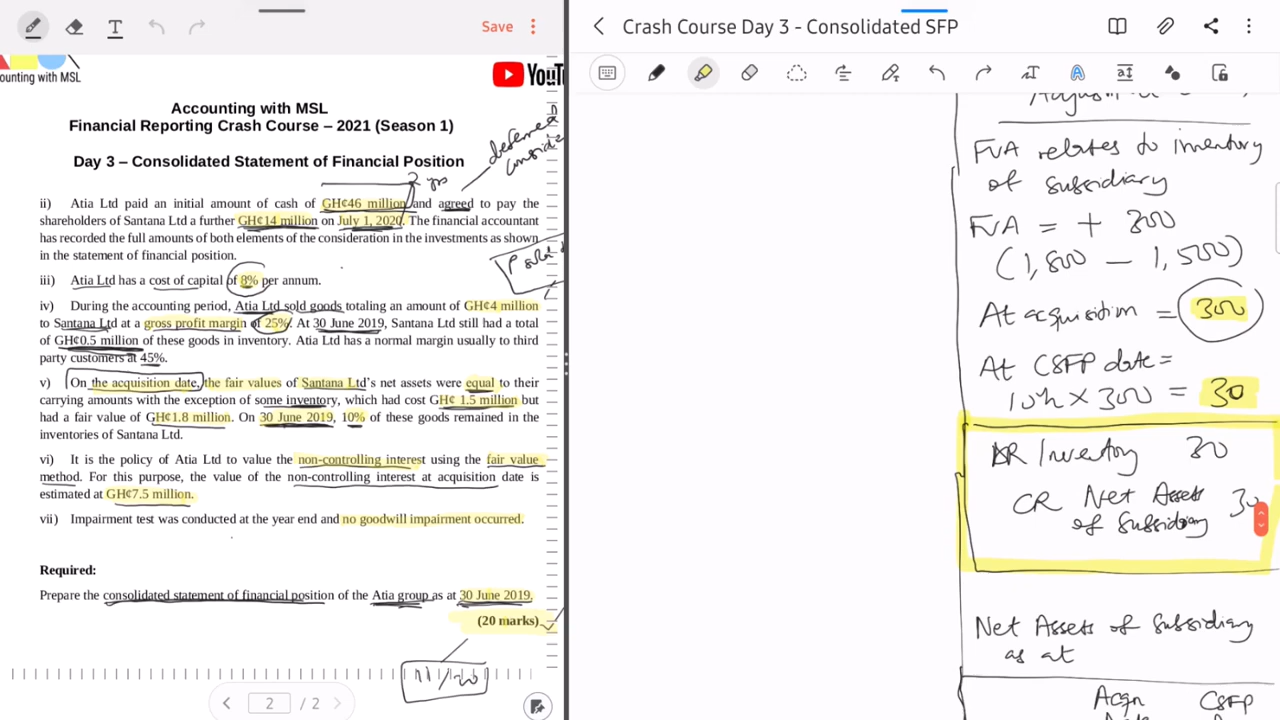 Save
ounting with MSL
YouT
Accounting with MSL
Financial Reporting Crash Course – 2021 (Season 1)
Day 3 – Consolidated Statement of Financial Position
2 yrs
deferred
conside
ii) Atia Ltd paid an initial amount of cash of GH¢46 million and agreed to pay the
shareholders of Santana Ltd a further GH¢14 million on July 1, 2020. The financial accountant
has recorded the full amounts of both elements of the consideration in the investments as shown
in the statement of financial position.
iii) Atia Ltd has a cost of capital of 8% per annum.
iv) During the accounting period, Atia Ltd sold goods totaling an amount of GH¢4 million
to Santana Ltd at a gross profit margin of 25%. At 30 June 2019, Santana Ltd still had a total
of GH¢0.5 million of these goods in inventory. Atia Ltd has a normal margin usually to third
party customers at 45%.
v) On the acquisition date, the fair values of Santana Ltd's net assets were equal to their
carrying amounts with the exception of some inventory, which had cost GH¢ 1.5 million but
had a fair value of GH¢1.8 million. On 30 June 2019, 10% of these goods remained in the
inventories of Santana Ltd.
vi) It is the policy of Atia Ltd to value the non-controlling interest using the fair value
method. For this purpose, the value of the non-controlling interest at acquisition date is
estimated at GH¢7.5 million.
vii) Impairment test was conducted at the year end and no goodwill impairment occurred.
Required:
Prepare the consolidated statement of financial position of the Atia group as at 30 June 2019.
(20 marks)
2 / 2
Crash Course Day 3 - Consolidated SFP
FVA relates to inventory
of subsidiary
FVA = + 300
(1,800 - 1,500)
At acquisition = 300
At CSFP date =
10% x 300 = 30
DR Inventory 30
CR Net Assets 30
of subsidiary
Net Assets of subsidiary
as at
Acqn CSFP